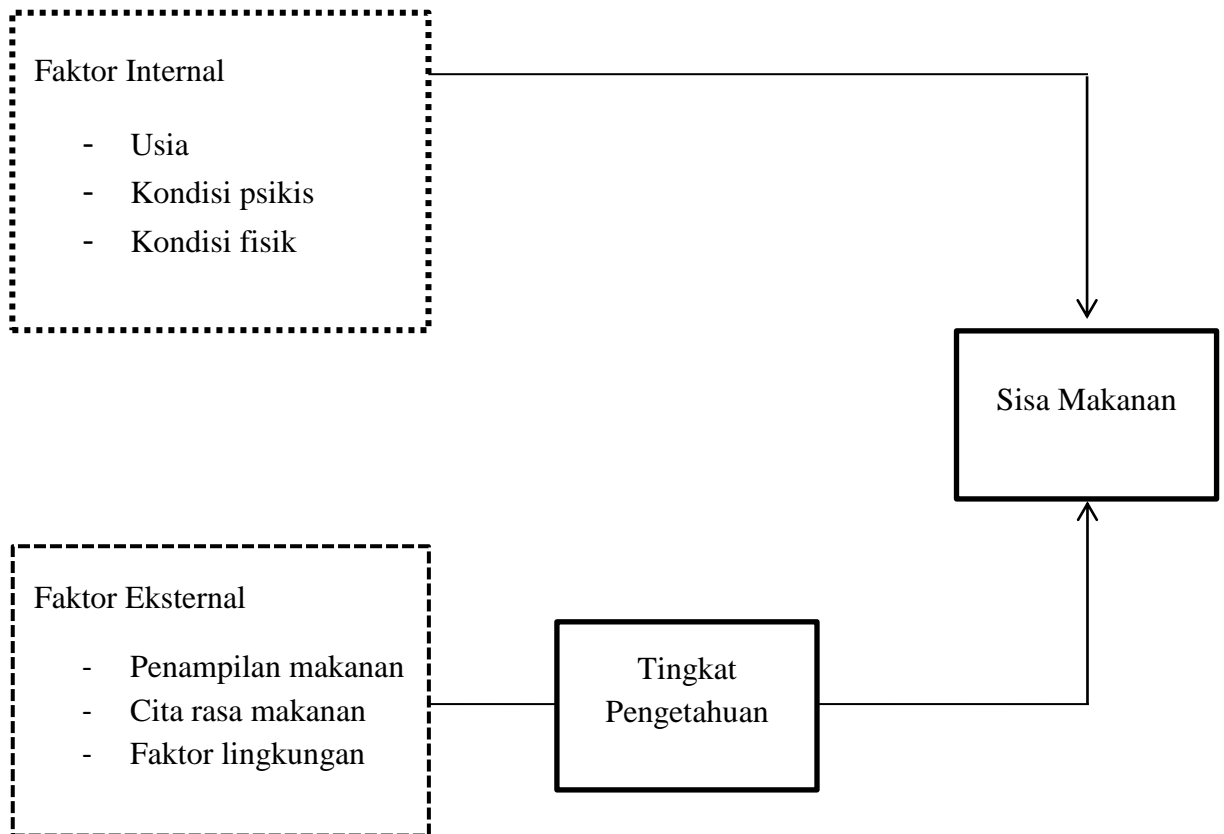 Faktor Internal
- Usia
- Kondisi psikis
- Kondisi fisik
Sisa Makanan
Faktor Eksternal
- Penampilan makanan
- Cita rasa makanan
- Faktor lingkungan
Tingkat
Pengetahuan